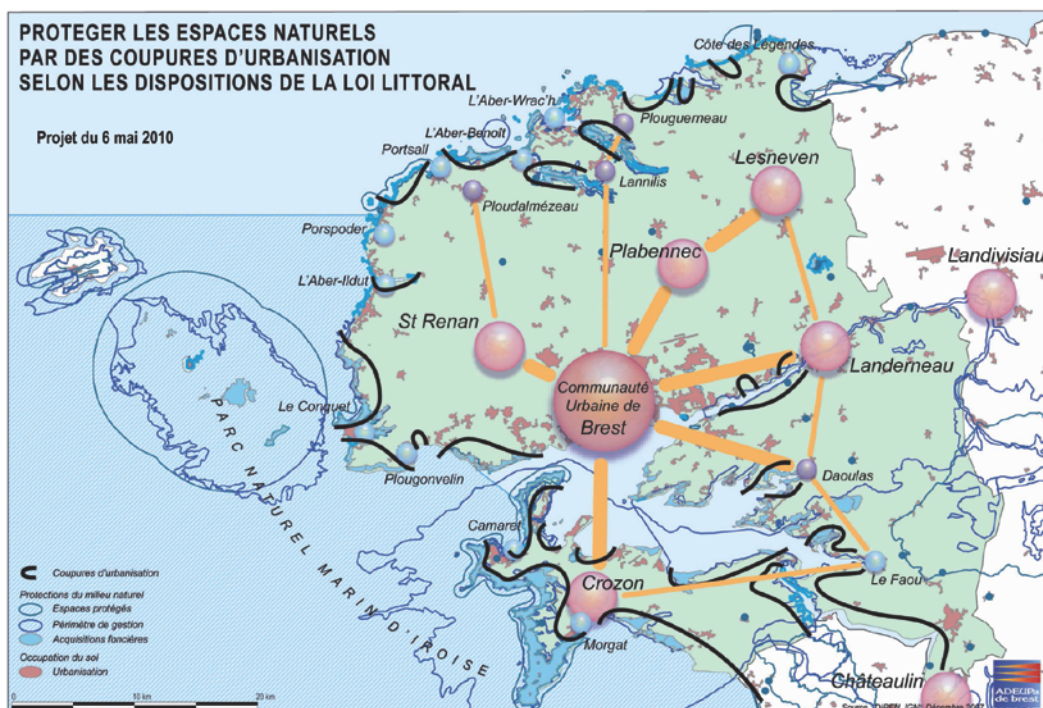 PROTEGER LES ESPACES NATURELS
PAR DES COUPURES D'URBANISATION
SELON LES DISPOSITIONS DE LA LOI LITTORAL
Projet du 6 mai 2010
Côte des Légendes
L'Aber-Wrac'h
Plouguerneau
L'Aber-Benoît
Portsall
Lesneven
Lannilis
Ploudalmézeau
Porspoder
Plabennec
Landivisiau
L'Aber-Ildut
St Renan
Landerneau
Communauté
Urbaine de
Brest
Le Conquet
PARC NATUREL MARIN D'IROISE
Plougonvelin
Daoulas
Camaret
Le Faou
Crozon
Morgat
Châteaulin
Coupures d'urbanisation
Protections du milieu naturel
Espaces protégés
Périmètre de gestion
Acquisitions foncières
Occupation du sol
Urbanisation
0
10 km
20 km
Source
Décembre 2007
ADEUPa
de brest